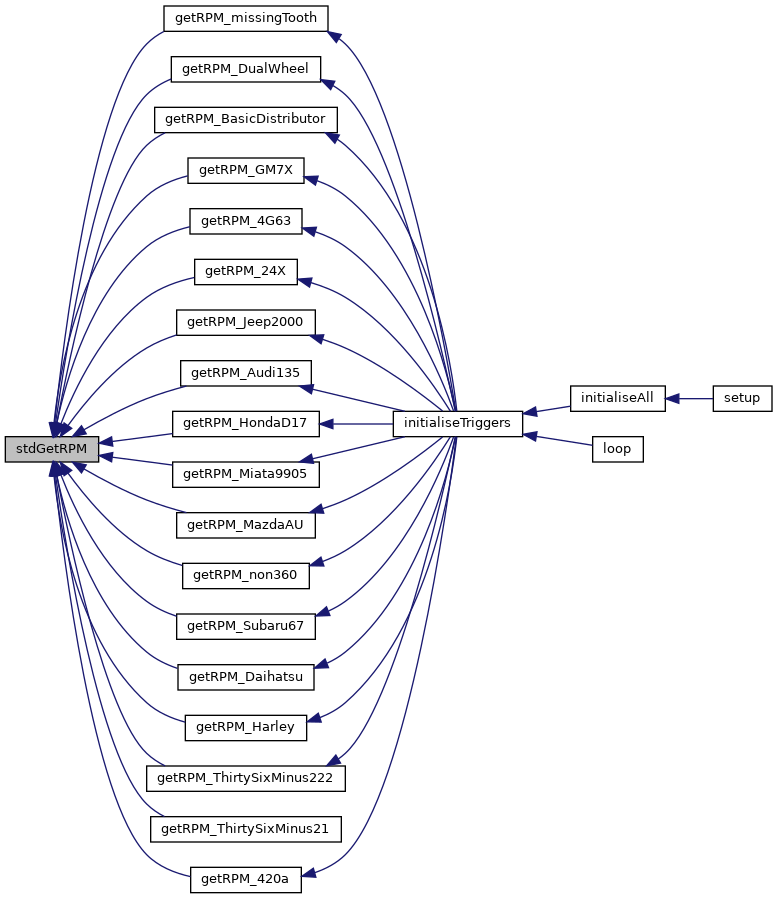 getRPM_missingTooth
getRPM_DualWheel
getRPM_BasicDistributor
getRPM_GM7X
getRPM_4G63
getRPM_24X
getRPM_Jeep2000
getRPM_Audi135
getRPM_HondaD17
getRPM_Miata9905
getRPM_MazdaAU
getRPM_non360
getRPM_Subaru67
getRPM_Daihatsu
getRPM_Harley
getRPM_ThirtySixMinus222
getRPM_ThirtySixMinus21
getRPM_420a
stdGetRPM
initialiseTriggers
initialiseAll
setup
loop